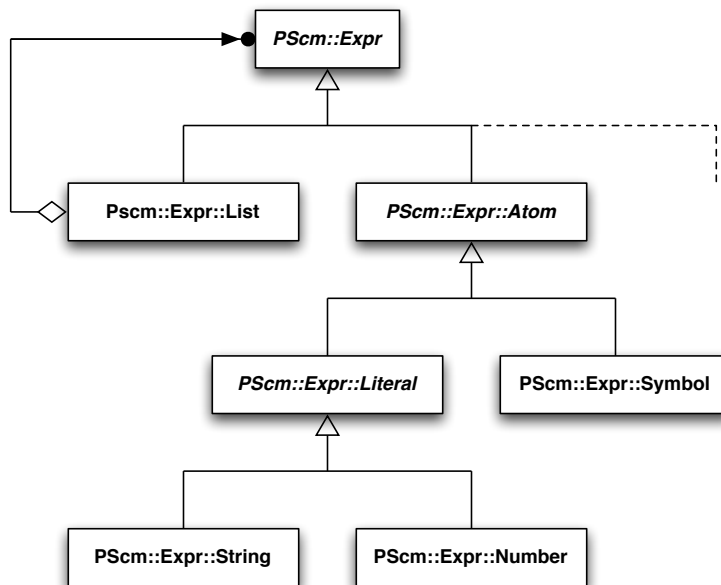 PScm::Expr
Pscm::Expr::List
PScm::Expr::Atom
PScm::Expr::Literal
PScm::Expr::Symbol
PScm::Expr::String
PScm::Expr::Number